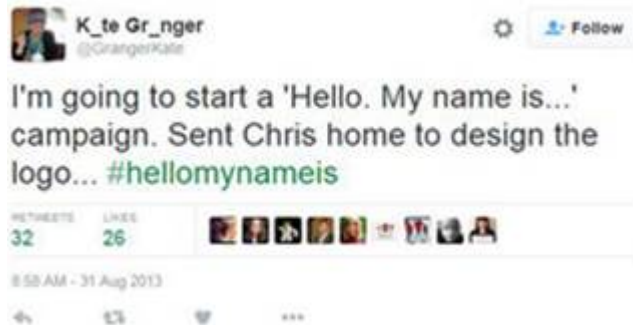 K_te Gr_nger
@GrangerKate
Follow
I'm going to start a 'Hello. My name is...'
campaign. Sent Chris home to design the
logo... #hellomynameis
RETWEETS LIKES
32 26
8:58 AM - 31 Aug 2013